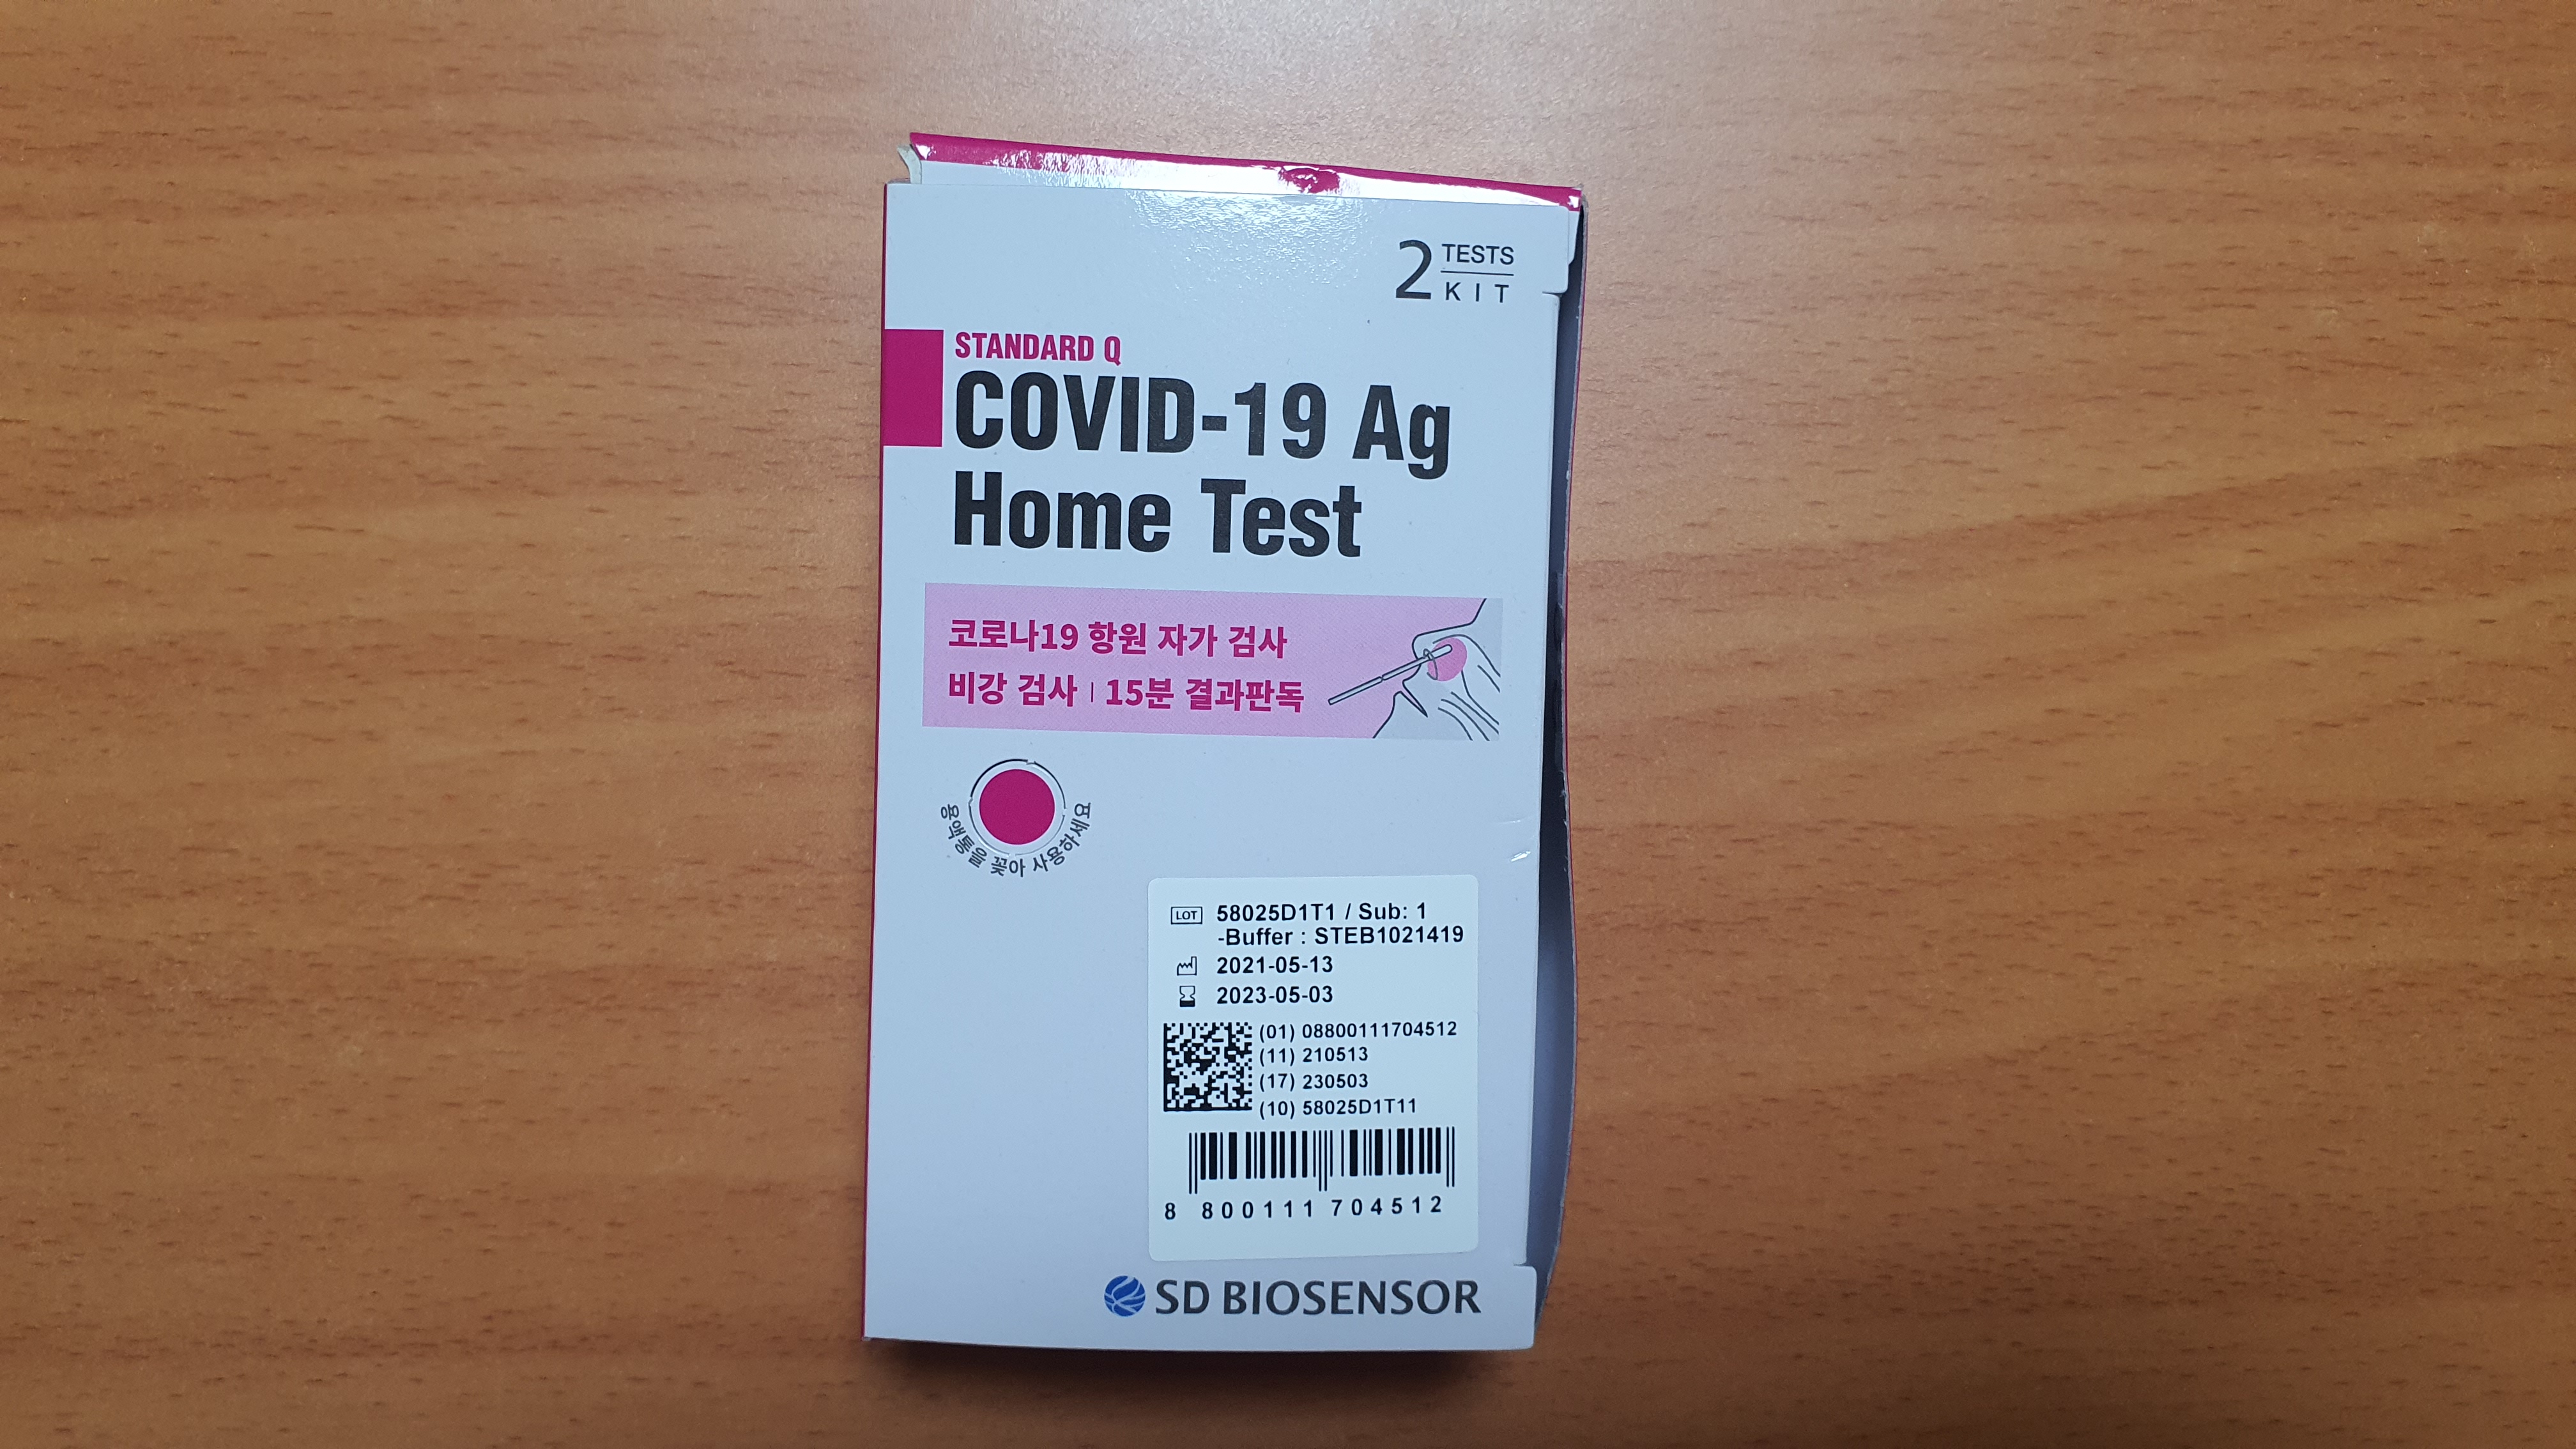 2 TESTS
KIT
STANDARD Q
COVID-19 Ag
Home Test
코로나19 항원 자가 검사
비강 검사 | 15분 결과판독
용액통을 꽂아 사용하세요
LOT 58025D1T1 / Sub: 1
-Buffer : STEB1021419
2021-05-13
2023-05-03
(01) 08800111704512
(11) 210513
(17) 230503
(10) 58025D1T11
8 800111 704512
SD BIOSENSOR